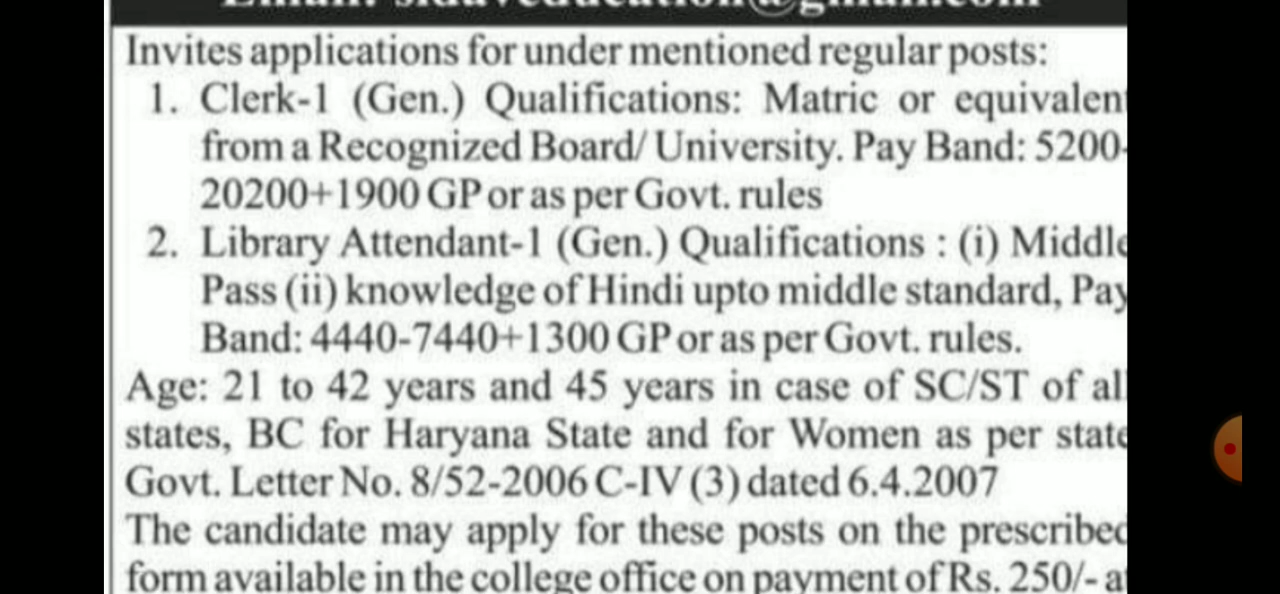 Invites applications for under mentioned regular posts:
1. Clerk-1 (Gen.) Qualifications: Matric or equivalen
from a Recognized Board/ University. Pay Band: 5200-
20200+1900 GP or as per Govt. rules
2. Library Attendant-1 (Gen.) Qualifications : (i) Middle
Pass (ii) knowledge of Hindi upto middle standard, Pay
Band: 4440-7440+1300 GP or as per Govt. rules.
Age: 21 to 42 years and 45 years in case of SC/ST of al
states, BC for Haryana State and for Women as per state
Govt. Letter No. 8/52-2006 C-IV (3) dated 6.4.2007
The candidate may apply for these posts on the prescribed
form available in the college office on payment of Rs. 250/- a